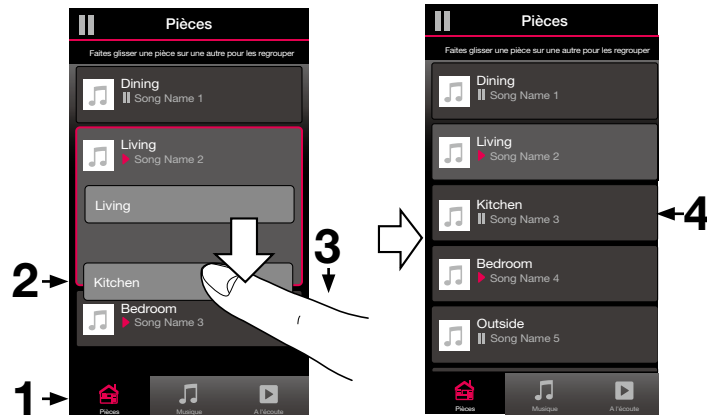 Pièces
Faites glisser une pièce sur une autre pour les regrouper
Dining
Song Name 1
Living
Song Name 2
Living
Kitchen
Bedroom
Song Name 3
Pièces
Musique
A l'écoute
1
2
3
Pièces
Faites glisser une pièce sur une autre pour les regrouper
Dining
Song Name 1
Living
Song Name 2
Kitchen
Song Name 3
Bedroom
Song Name 4
Outside
Song Name 5
Pièces
Musique
A l'écoute
4